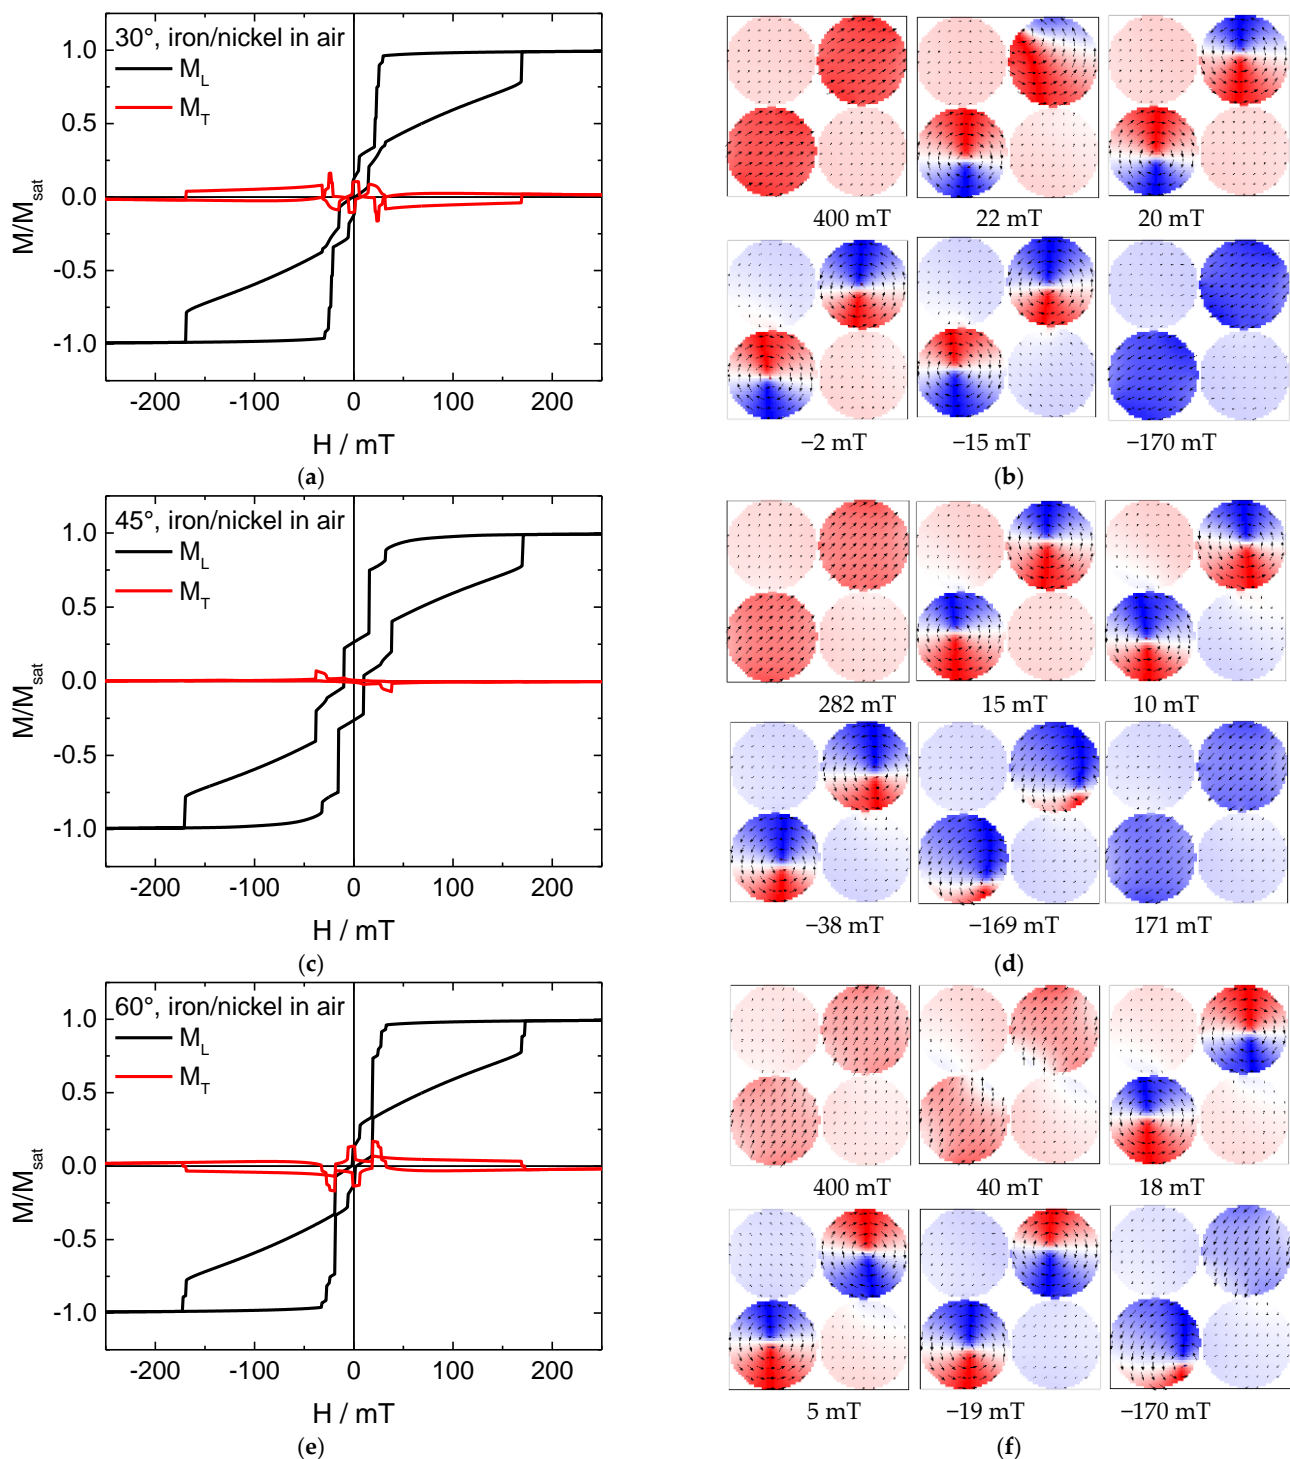 30°, iron/nickel in air
M_L
M_T
M/M_sat
1.0
0.5
0.0
-0.5
-1.0
-200 -100 0 100 200
H / mT
(a)
400 mT 22 mT 20 mT
−2 mT −15 mT −170 mT
(b)
45°, iron/nickel in air
M_L
M_T
M/M_sat
1.0
0.5
0.0
-0.5
-1.0
-200 -100 0 100 200
H / mT
(c)
282 mT 15 mT 10 mT
−38 mT −169 mT 171 mT
(d)
60°, iron/nickel in air
M_L
M_T
M/M_sat
1.0
0.5
0.0
-0.5
-1.0
-200 -100 0 100 200
H / mT
(e)
400 mT 40 mT 18 mT
5 mT −19 mT −170 mT
(f)